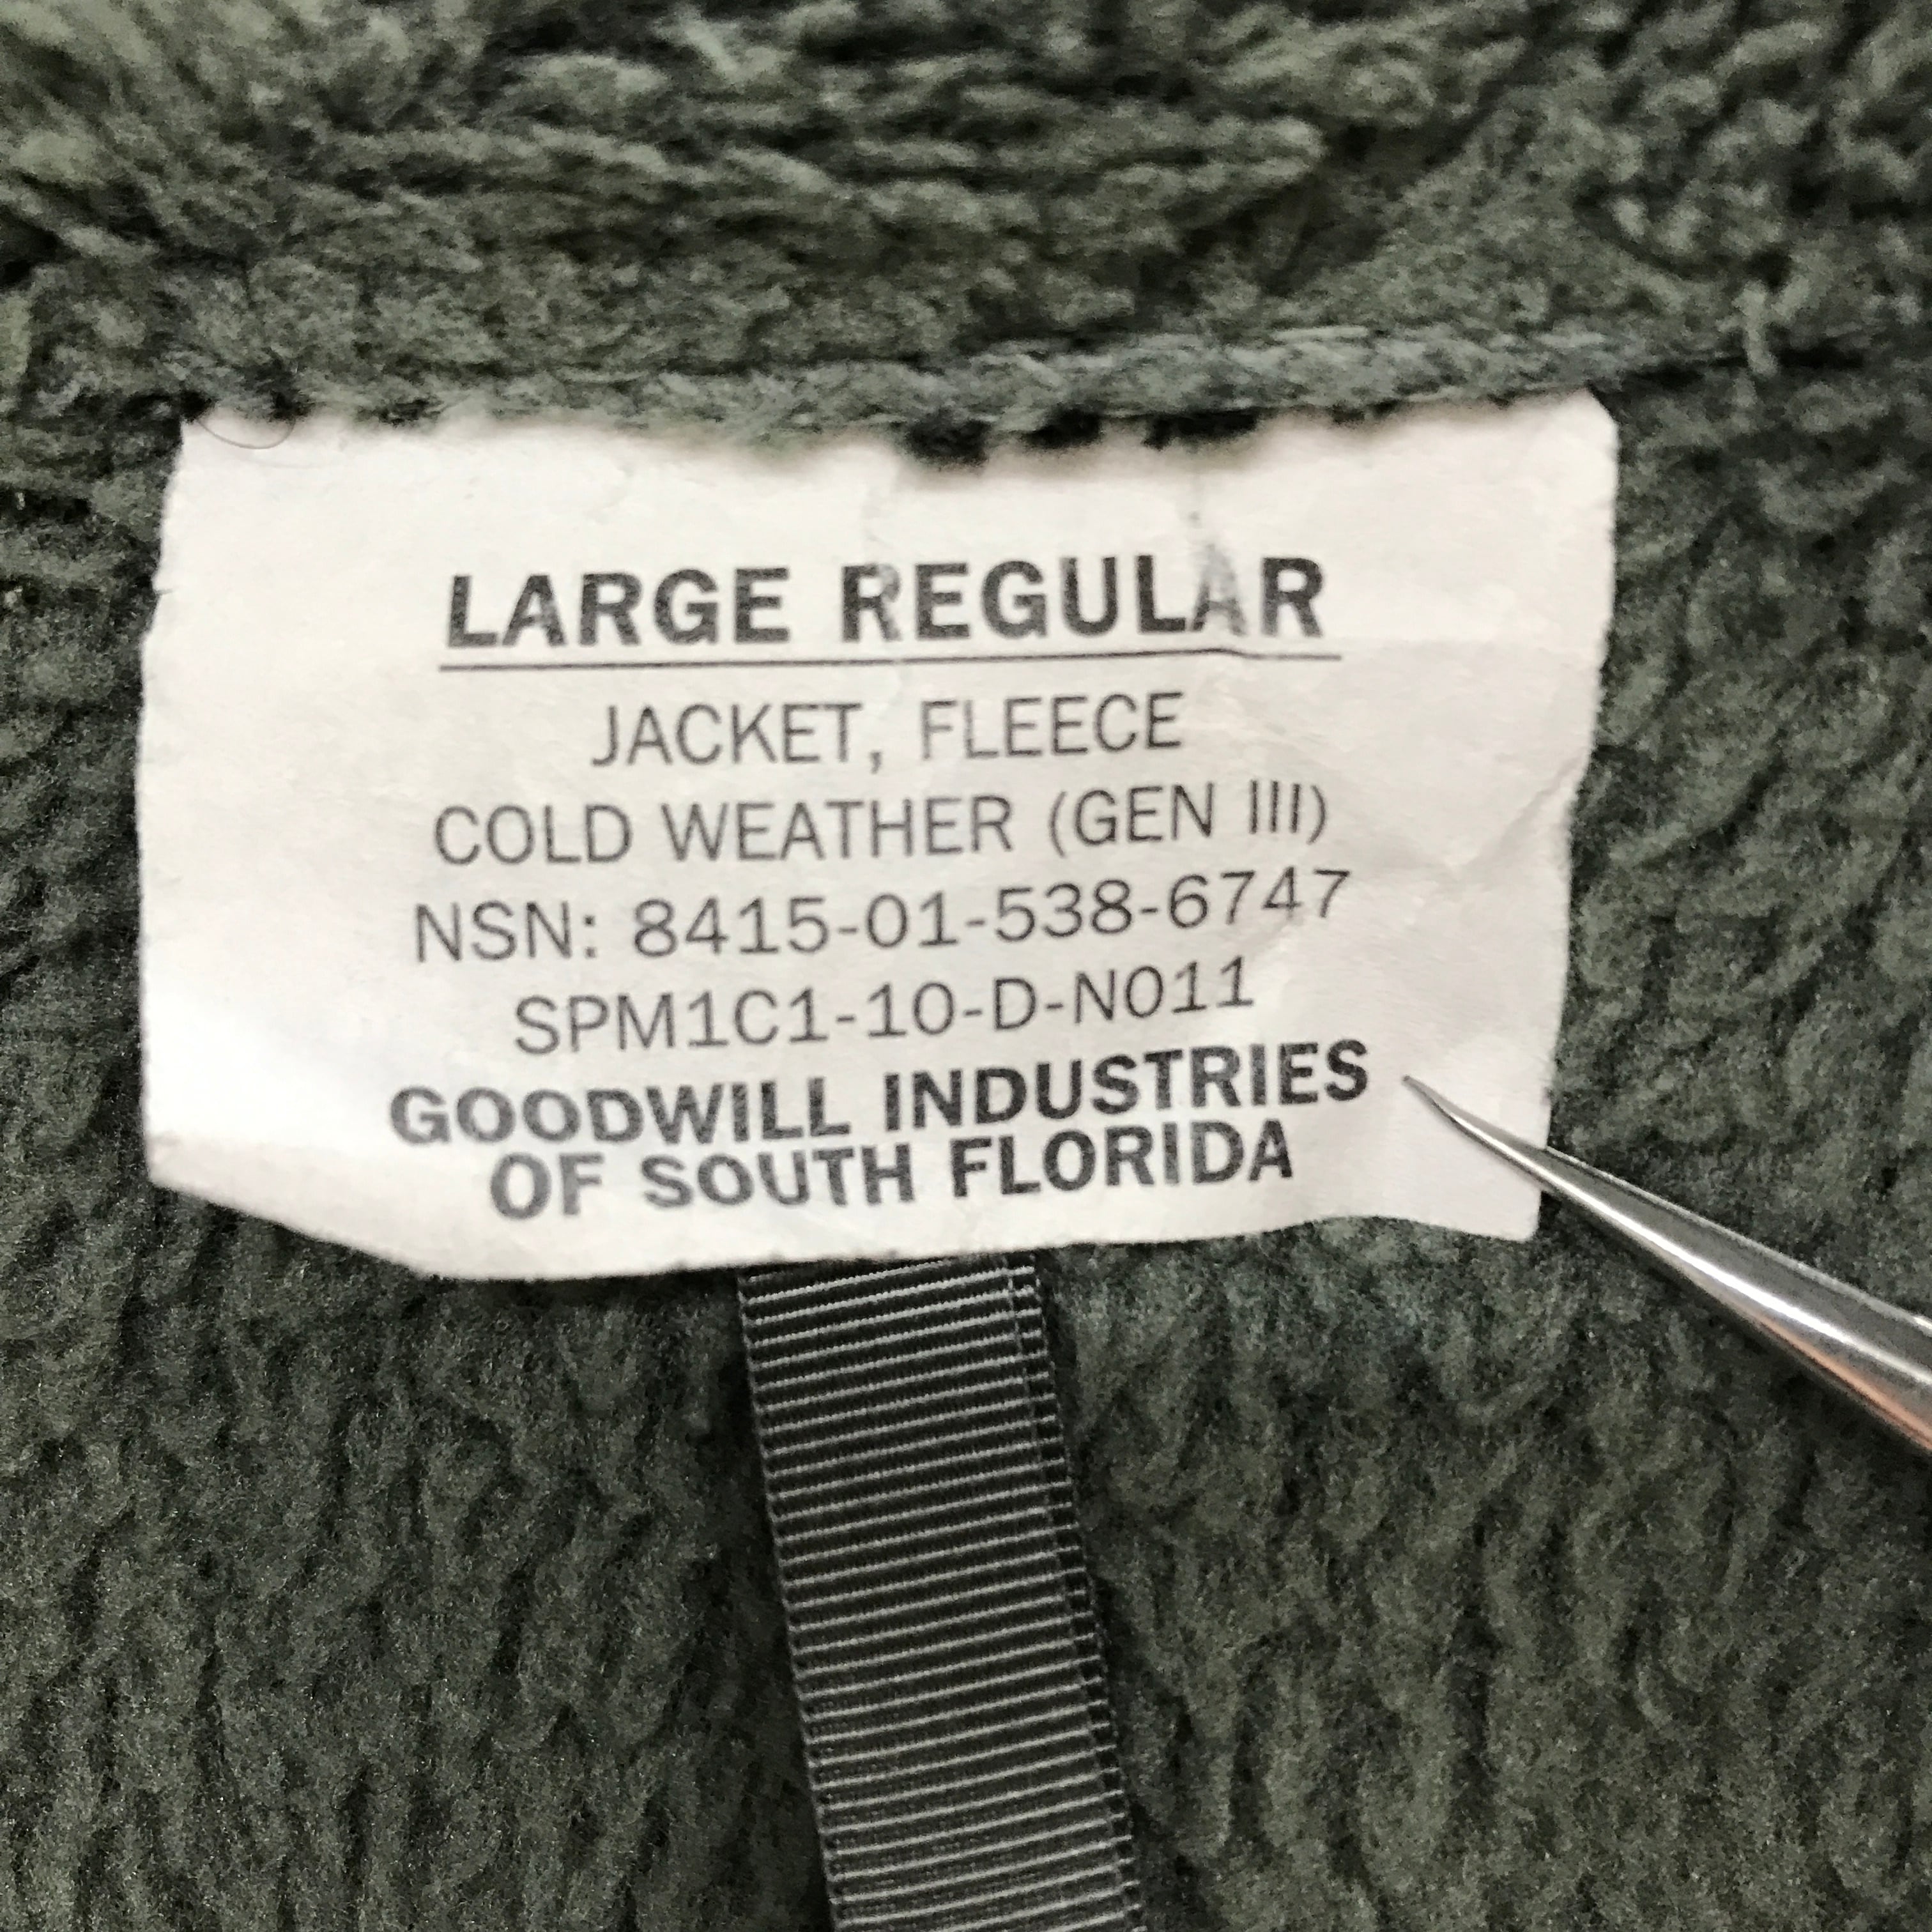 LARGE REGULAR
JACKET, FLEECE
COLD WEATHER (GEN III)
NSN: 8415-01-538-6747
SPM1C1-10-D-N011
GOODWILL INDUSTRIES
OF SOUTH FLORIDA